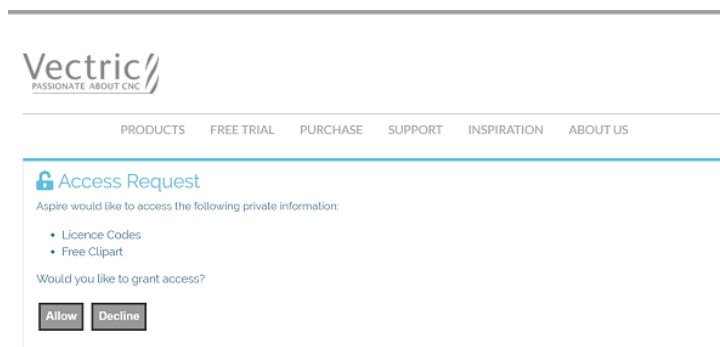 Vectric
PASSIONATE ABOUT CNC
PRODUCTS FREE TRIAL PURCHASE SUPPORT INSPIRATION ABOUT US
Access Request
Aspire would like to access the following private information:
• Licence Codes
• Free Clipart
Would you like to grant access?
Allow Decline